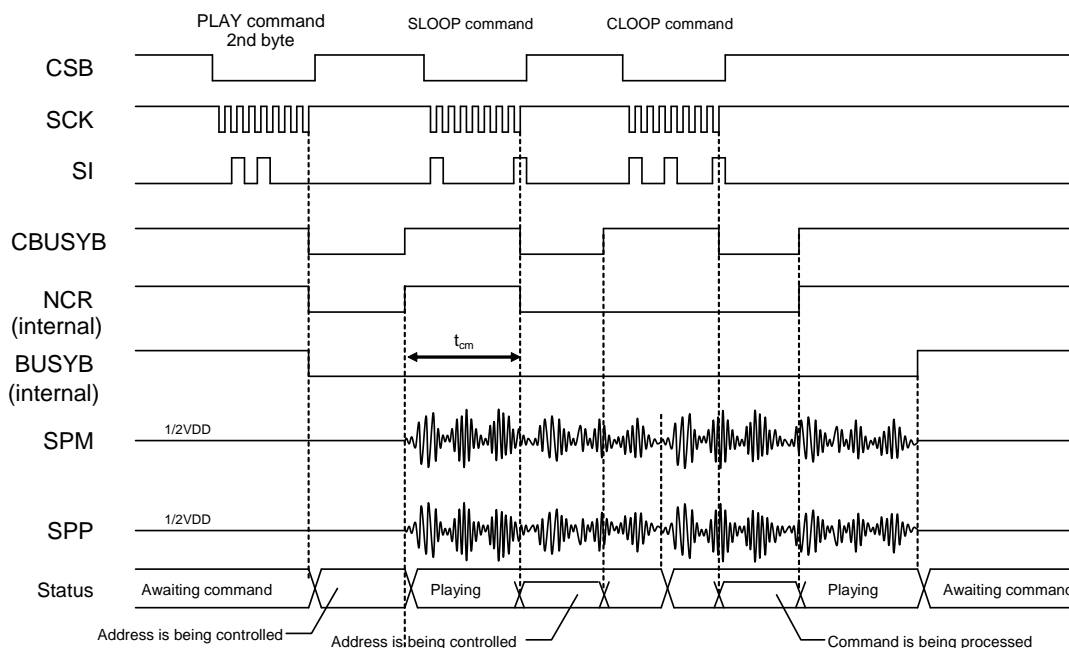 PLAY command
2nd byte
SLOOP command
CLOOP command
CSB
SCK
SI
CBUSYB
NCR
(internal)
tcm
BUSYB
(internal)
SPM
1/2VDD
SPP
1/2VDD
Status
Awaiting command
Playing
Playing
Awaiting command
Address is being controlled
Address is being controlled
Command is being processed